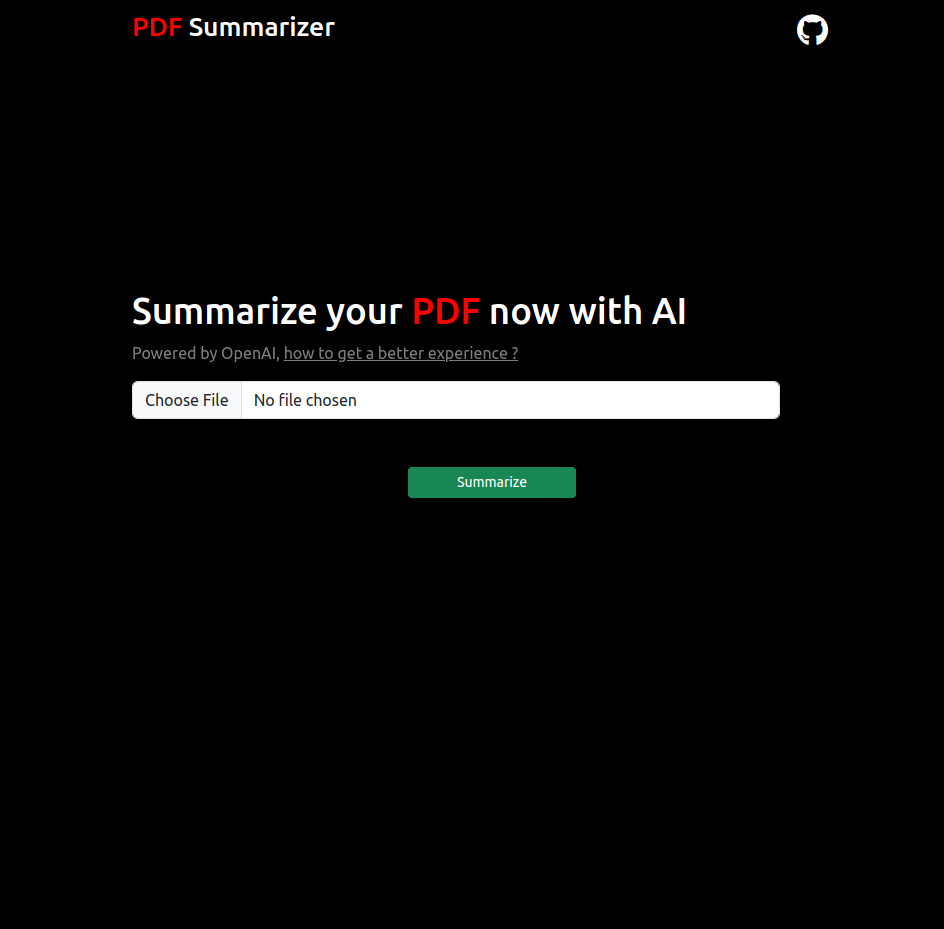 PDF Summarizer
Summarize your PDF now with AI
Powered by OpenAI, how to get a better experience ?
Choose File No file chosen
Summarize